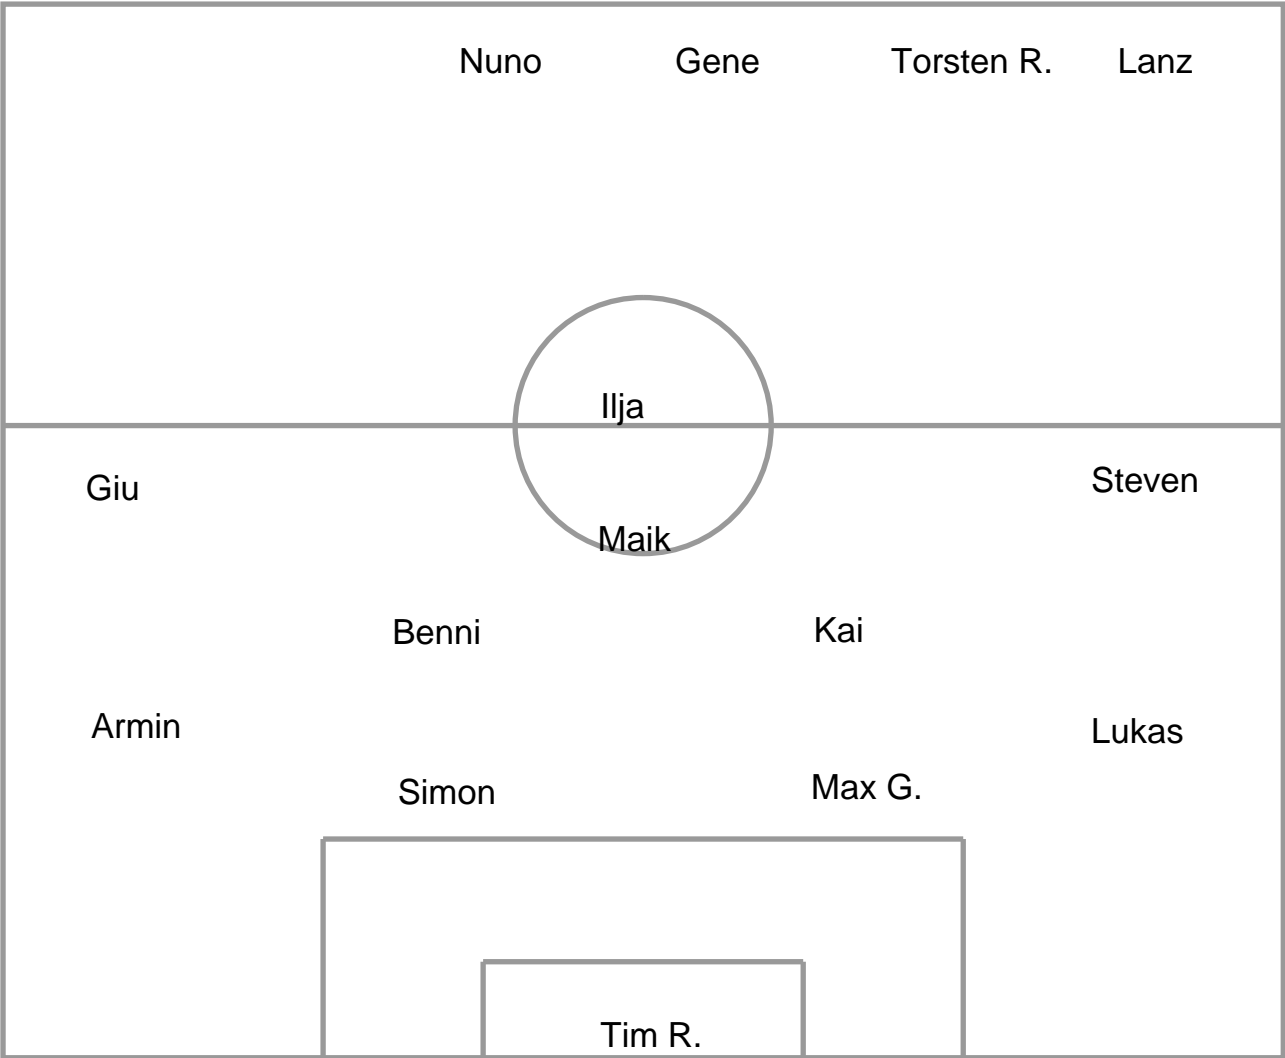 Nuno Gene Torsten R. Lanz
Ilja
Giu Steven
Maik
Benni Kai
Armin Lukas
Simon Max G.
Tim R.